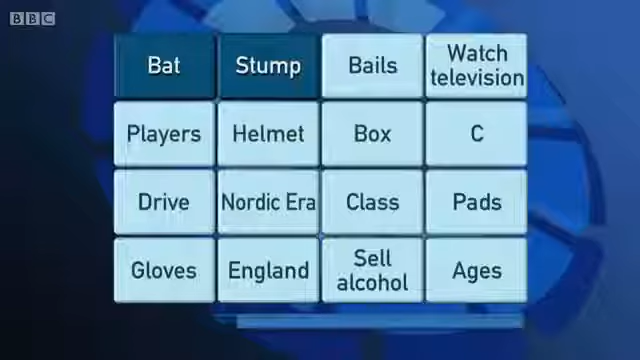 BBC
Bat
Stump
Bails
Watch
television
Players
Helmet
Box
C
Drive
Nordic Era
Class
Pads
Gloves
England
Sell
alcohol
Ages